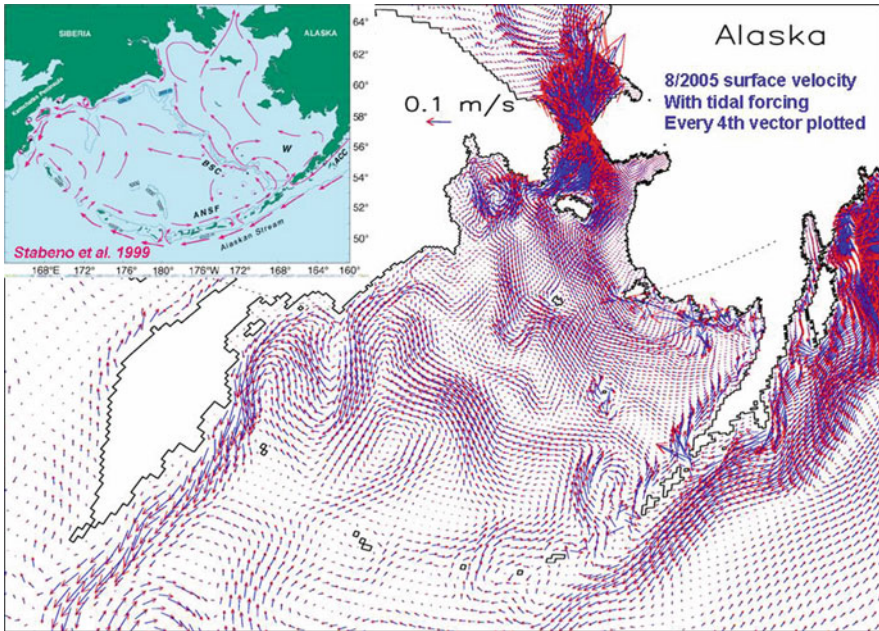 SIBERIA
ALASKA
Kamchatka Peninsula
W
BSC
ACC
ANSF
Alaskan Stream
Stabeno et al. 1999
64°
62°
60°
58°
56°
54°
52°
50°
168°E 172° 176° 180° 176°W 172° 168° 164° 160°
Alaska
8/2005 surface velocity
With tidal forcing
Every 4th vector plotted
0.1 m/s